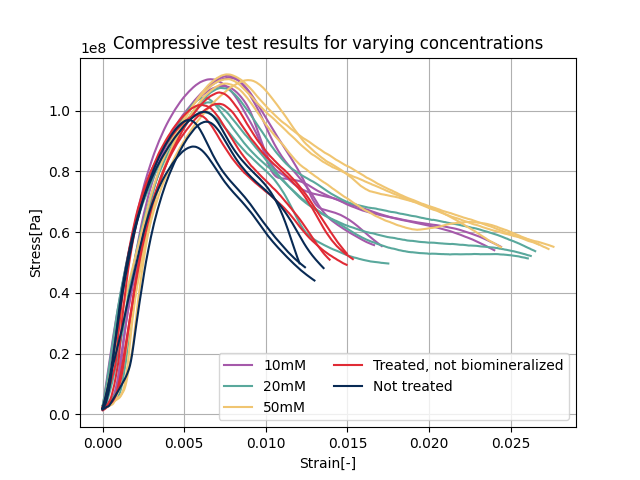 Compressive test results for varying concentrations
1e8
1.0
0.8
0.6
0.4
0.2
0.0
Stress[Pa]
0.000 0.005 0.010 0.015 0.020 0.025
Strain[-]
10mM
20mM
50mM
Treated, not biomineralized
Not treated